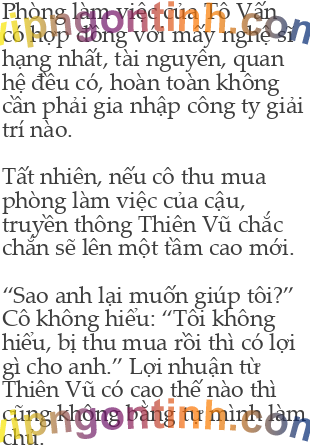 Phòng làm việc của Tô Vấn
có hợp đồng với mấy nghệ sĩ
hạng nhất, tài nguyên, quan
hệ đều có, hoàn toàn không
cần phải gia nhập công ty giải
trí nào.
Tất nhiên, nếu cô thu mua
phòng làm việc của cậu,
truyền thông Thiên Vũ chắc
chắn sẽ lên một tầm cao mới.
“Sao anh lại muốn giúp tôi?”
Cô không hiểu: “Tôi không
hiểu, bị thu mua rồi thì có lợi
gì cho anh.” Lợi nhuận từ
Thiên Vũ có cao thế nào thì
cũng không bằng tự mình làm
chủ.
vipngontinh.com
vipngontinh.com